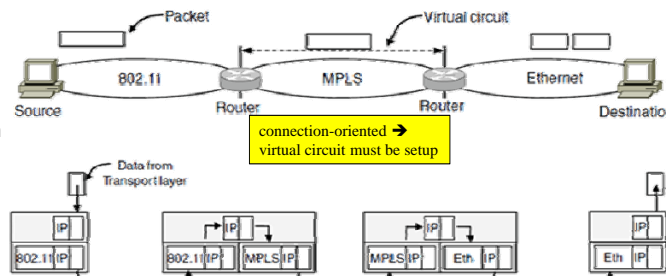 Packet
Virtual circuit
802.11
MPLS
Ethernet
Source
Router
Router
Destinatio
connection-oriented ➔
virtual circuit must be setup
Data from
Transport layer
IP
IP
IP
IP
802.11 IP
802.11 IP
MPLS IP
MPLS IP
Eth IP
Eth IP